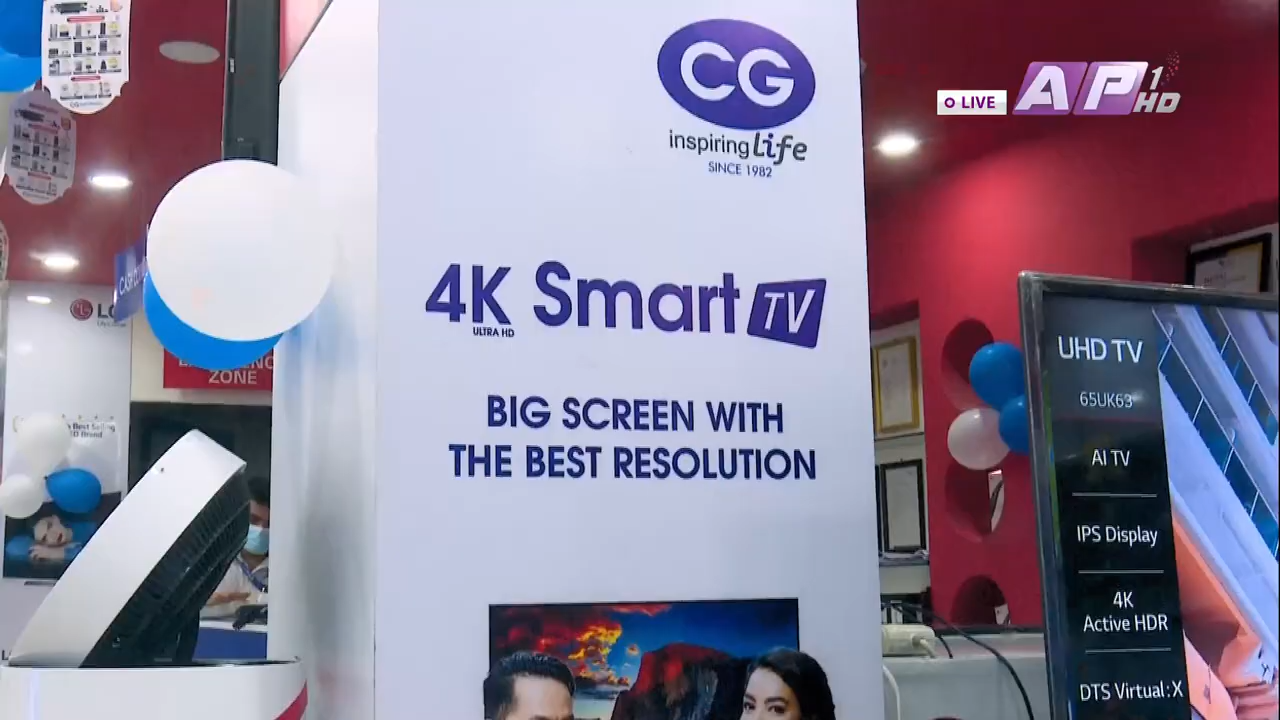 CG
inspiring Life
SINCE 1982
LIVE
AP1
HD
4K Smart TV
ULTRA HD
BIG SCREEN WITH
THE BEST RESOLUTION
UHD TV
65UK63
AI TV
IPS Display
4K
Active HDR
DTS Virtual:X
ZONE